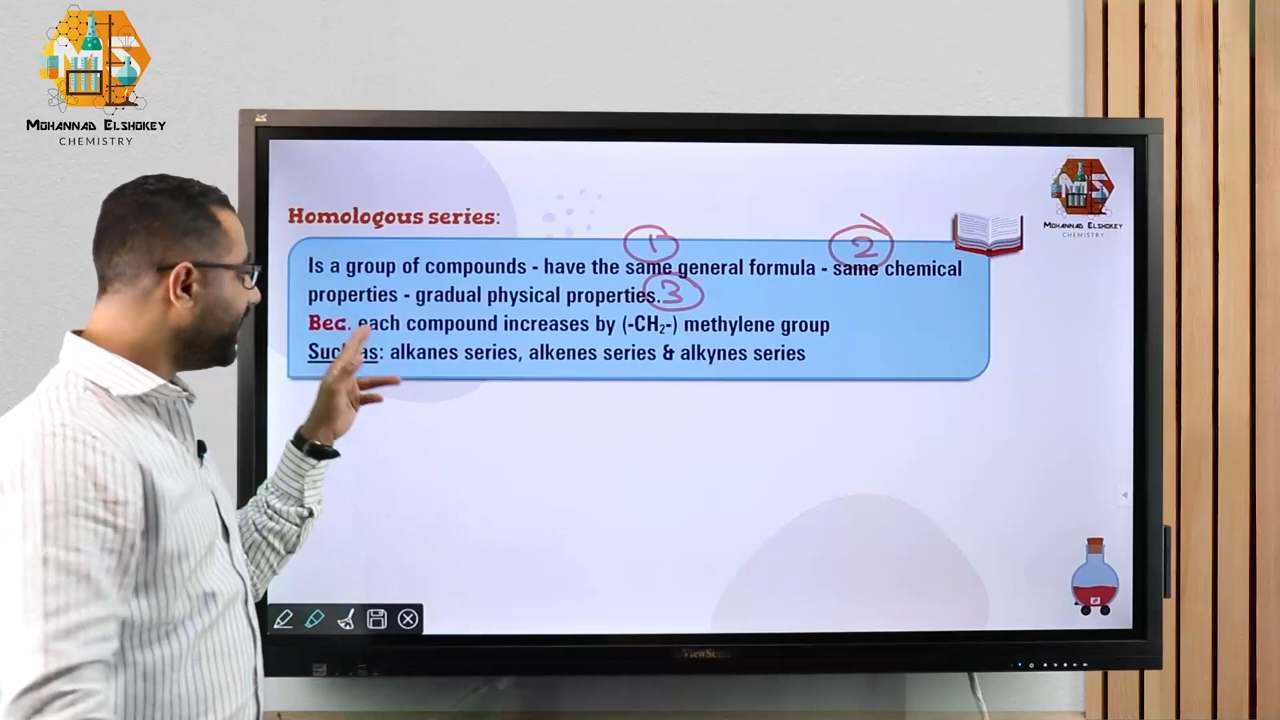 MOHANNAD ELSHOKEY
CHEMISTRY
MOHANNAD ELSHOKEY
CHEMISTRY
Homologous series:
1
2
Is a group of compounds - have the same general formula - same chemical
properties - gradual physical properties.
3
Bec. each compound increases by (-CH₂-) methylene group
Such as: alkanes series, alkenes series & alkynes series